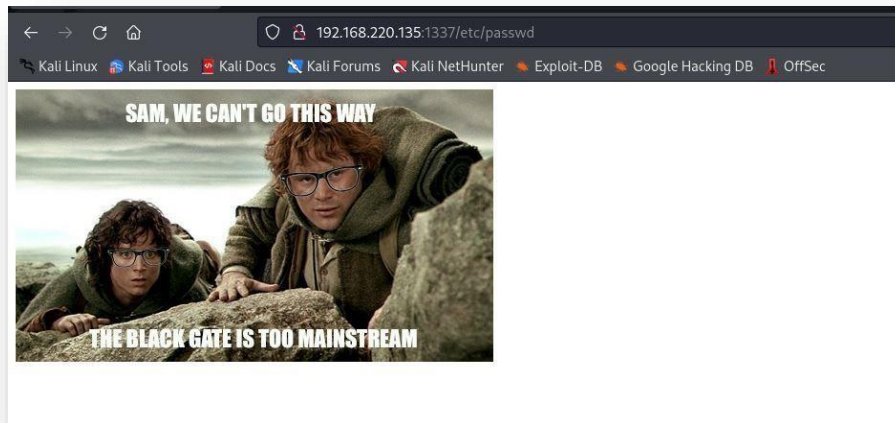 192.168.220.135:1337/etc/passwd
Kali Linux Kali Tools Kali Docs Kali Forums Kali NetHunter Exploit-DB Google Hacking DB OffSec
SAM, WE CAN'T GO THIS WAY
THE BLACK GATE IS TOO MAINSTREAM